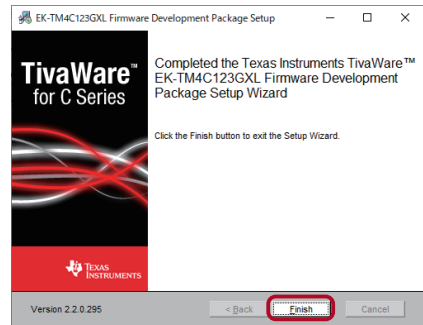 EK-TM4C123GXL Firmware Development Package Setup
TivaWare™
for C Series
Completed the Texas Instruments TivaWare™
EK-TM4C123GXL Firmware Development
Package Setup Wizard
Click the Finish button to exit the Setup Wizard.
TEXAS
INSTRUMENTS
Version 2.2.0.295
< Back
Finish
Cancel